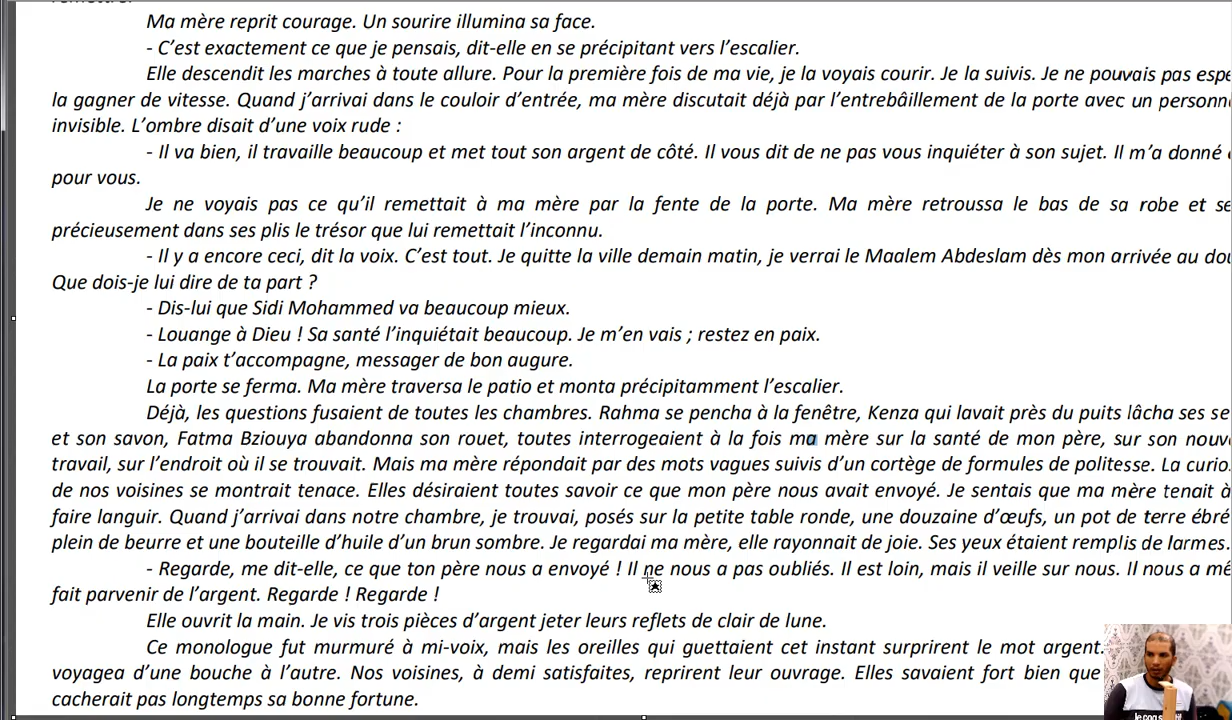 Ma mère reprit courage. Un sourire illumina sa face.
- C’est exactement ce que je pensais, dit-elle en se précipitant vers l’escalier.
Elle descendit les marches à toute allure. Pour la première fois de ma vie, je la voyais courir. Je la suivis. Je ne pouvais pas espé
la gagner de vitesse. Quand j’arrivai dans le couloir d’entrée, ma mère discutait déjà par l’entrebâillement de la porte avec un personn
invisible. L’ombre disait d’une voix rude :
- Il va bien, il travaille beaucoup et met tout son argent de côté. Il vous dit de ne pas vous inquiéter à son sujet. Il m’a donné
pour vous.
Je ne voyais pas ce qu’il remettait à ma mère par la fente de la porte. Ma mère retroussa le bas de sa robe et se
précieusement dans ses plis le trésor que lui remettait l’inconnu.
- Il y a encore ceci, dit la voix. C’est tout. Je quitte la ville demain matin, je verrai le Maalem Abdeslam dès mon arrivée au dou
Que dois-je lui dire de ta part ?
- Dis-lui que Sidi Mohammed va beaucoup mieux.
- Louange à Dieu ! Sa santé l’inquiétait beaucoup. Je m’en vais ; restez en paix.
- La paix t’accompagne, messager de bon augure.
La porte se ferma. Ma mère traversa le patio et monta précipitamment l’escalier.
Déjà, les questions fusaient de toutes les chambres. Rahma se pencha à la fenêtre, Kenza qui lavait près du puits lâcha ses se
et son savon, Fatma Bziouya abandonna son rouet, toutes interrogeaient à la fois ma mère sur la santé de mon père, sur son nouv
travail, sur l’endroit où il se trouvait. Mais ma mère répondait par des mots vagues suivis d’un cortège de formules de politesse. La curio
de nos voisines se montrait tenace. Elles désiraient toutes savoir ce que mon père nous avait envoyé. Je sentais que ma mère tenait à
faire languir. Quand j’arrivai dans notre chambre, je trouvai, posés sur la petite table ronde, une douzaine d’œufs, un pot de terre ébré
plein de beurre et une bouteille d’huile d’un brun sombre. Je regardai ma mère, elle rayonnait de joie. Ses yeux étaient remplis de larmes.
- Regarde, me dit-elle, ce que ton père nous a envoyé ! Il ne nous a pas oubliés. Il est loin, mais il veille sur nous. Il nous a mê
fait parvenir de l’argent. Regarde ! Regarde !
Elle ouvrit la main. Je vis trois pièces d’argent jeter leurs reflets de clair de lune.
Ce monologue fut murmuré à mi-voix, mais les oreilles qui guettaient cet instant surprirent le mot argent.
voyagea d’une bouche à l’autre. Nos voisines, à demi satisfaites, reprirent leur ouvrage. Elles savaient fort bien que
cacherait pas longtemps sa bonne fortune.